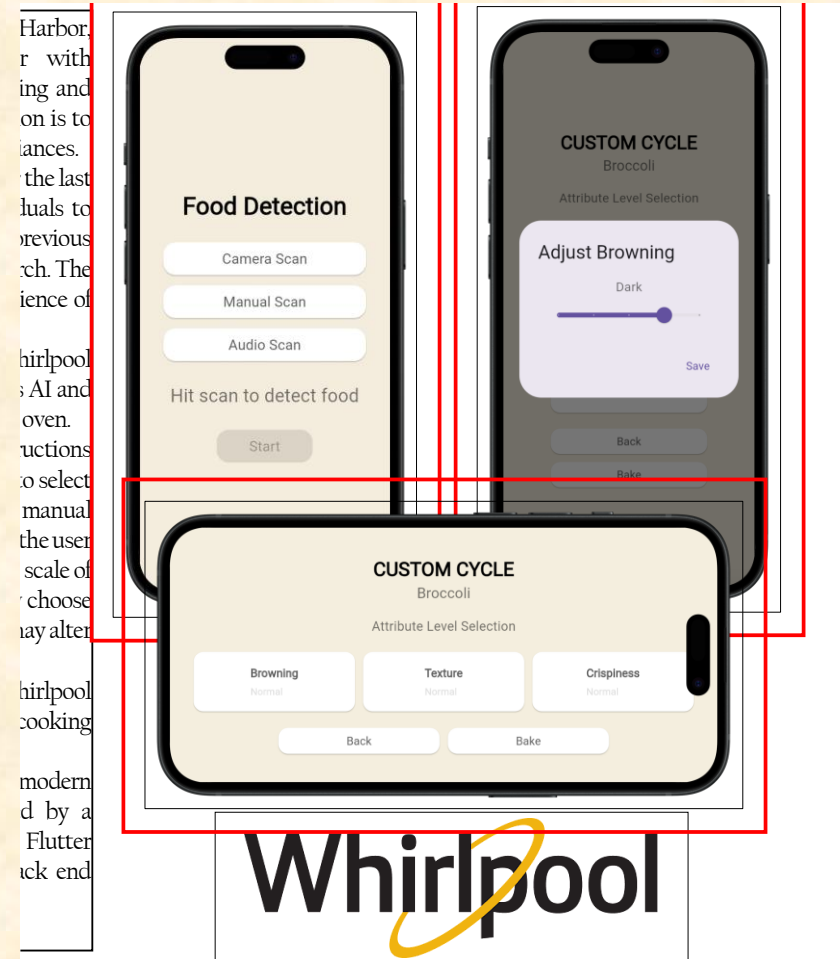 Harbor,
r with
ing and
on is to
iances.
the last
duals to
previous
rch. The
ience of
hirlpool
s AI and
oven.
ructions
to select
manual
the user
scale of
choose
may alter
hirlpool
cooking
modern
d by a
Flutter
ack end
Food Detection
Camera Scan
Manual Scan
Audio Scan
Hit scan to detect food
Start
CUSTOM CYCLE
Broccoli
Attribute Level Selection
Adjust Browning
Dark
Save
Back
Bake
CUSTOM CYCLE
Broccoli
Attribute Level Selection
Browning Texture Crispiness
Normal Normal Normal
Back Bake
Whirlpool